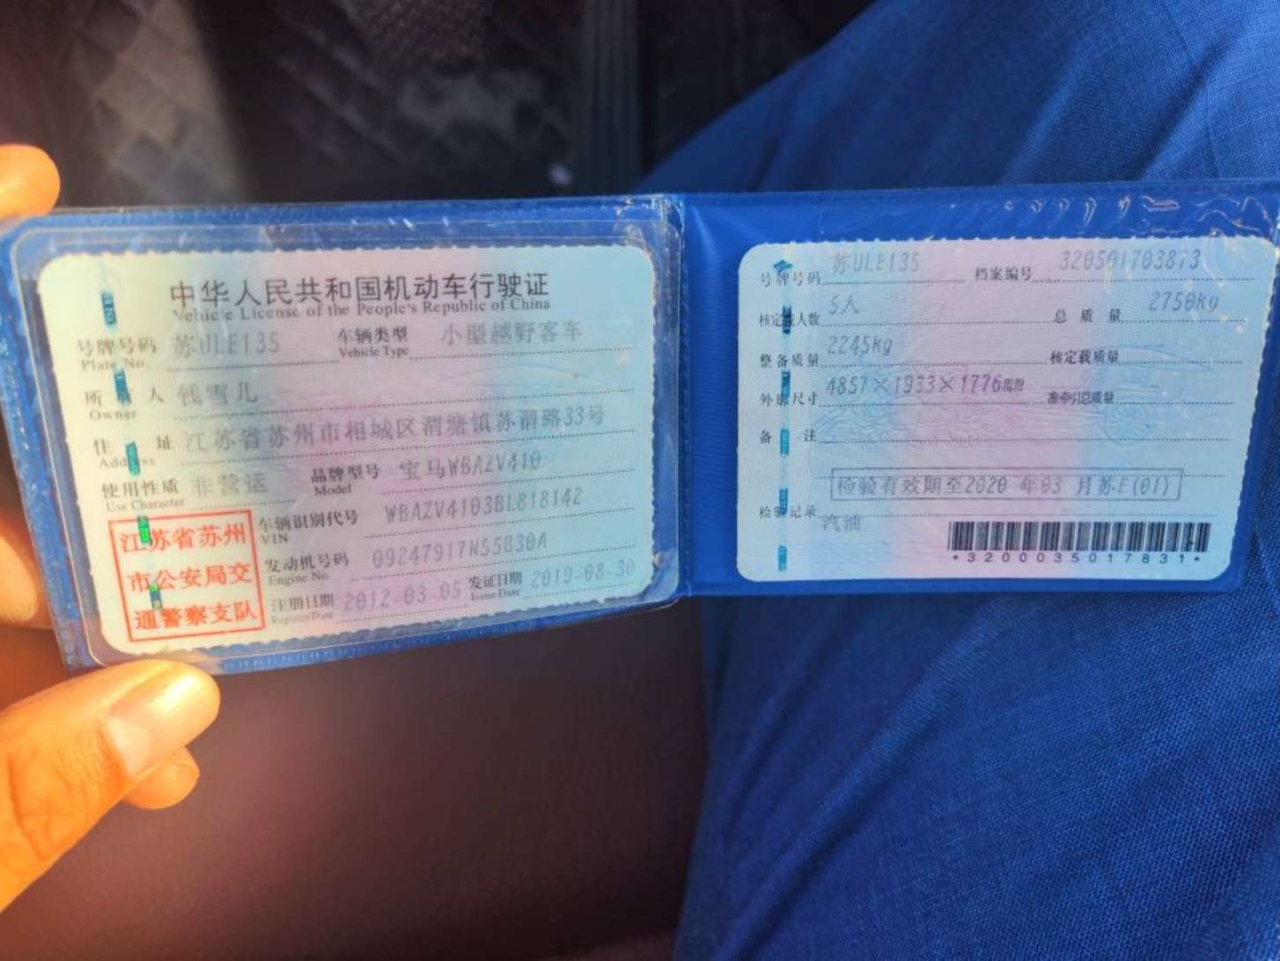 中华人民共和国机动车行驶证
Vehicle License of the People's Republic of China
号牌号码 苏ULE135 车辆类型 小型越野客车
Plate No. Vehicle Type
所 人 钱雪儿
Owner
住 址 江苏省苏州市相城区渭塘镇苏渭路33号
Address
使用性质 非营运 品牌型号 宝马WBAZV410
Use Character Model
江苏省苏州
市公安局交
通警察支队
车辆识别代号 WBAZV4103BL818142
VIN
发动机号码 09247917N55B30A
Engine No.
注册日期 2012-03-05 发证日期 2019-08-30
Register Date Issue Date
号牌号码 苏ULE135 档案编号 320501703873
核定载人数 5人 总 质 量 2750kg
整备质量 2245kg 核定载质量
外廓尺寸 4857×1933×1776mm 准牵引总质量
备 注
检验有效期至2020 年03 月苏E(01)
检验记录
汽油
*3200035017831*